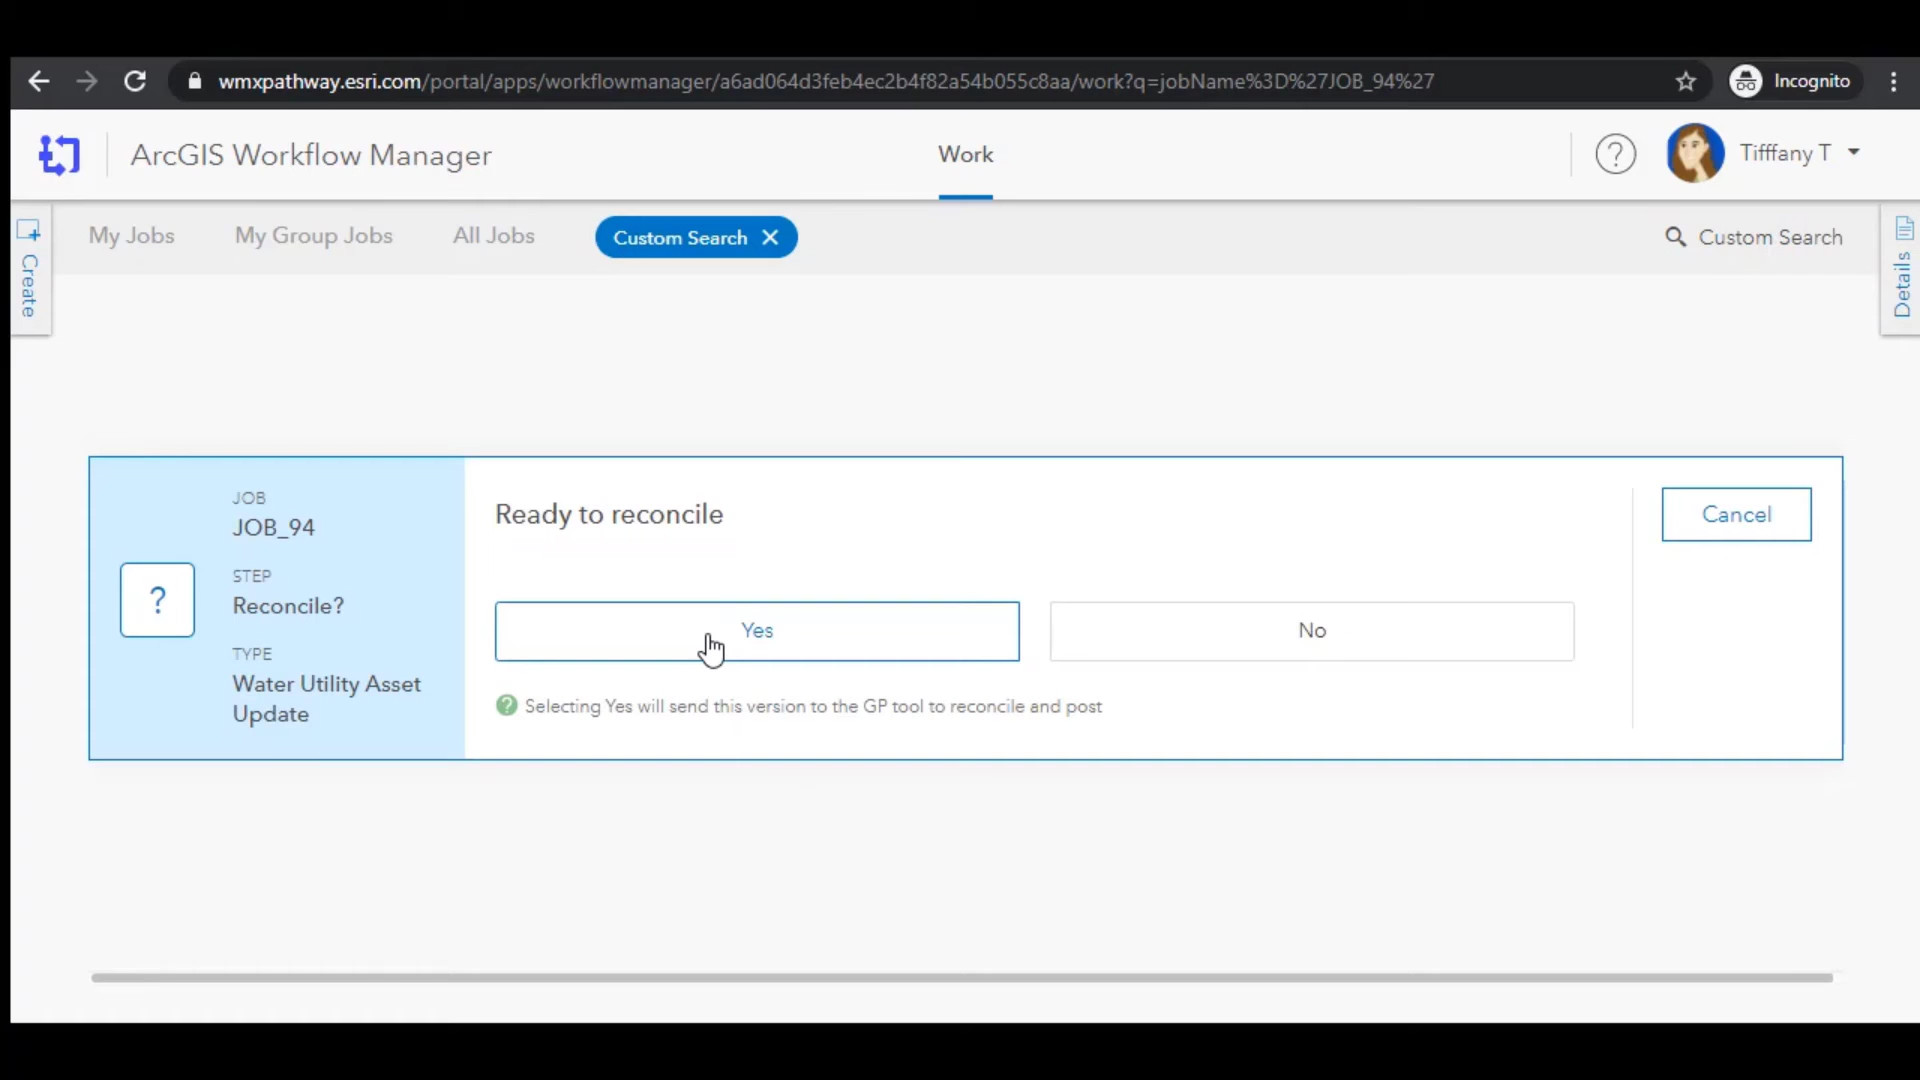 wmxpathway.esri.com/portal/apps/workflowmanager/a6ad064d3feb4ec2b4f82a54b055c8aa/work?q=jobName%3D%27JOB_94%27
Incognito
ArcGIS Workflow Manager
Work
?
Tifffany T
Create
My Jobs
My Group Jobs
All Jobs
Custom Search
Custom Search
Details
JOB
JOB_94
?
STEP
Reconcile?
TYPE
Water Utility Asset
Update
Ready to reconcile
Cancel
Yes
No
? Selecting Yes will send this version to the GP tool to reconcile and post